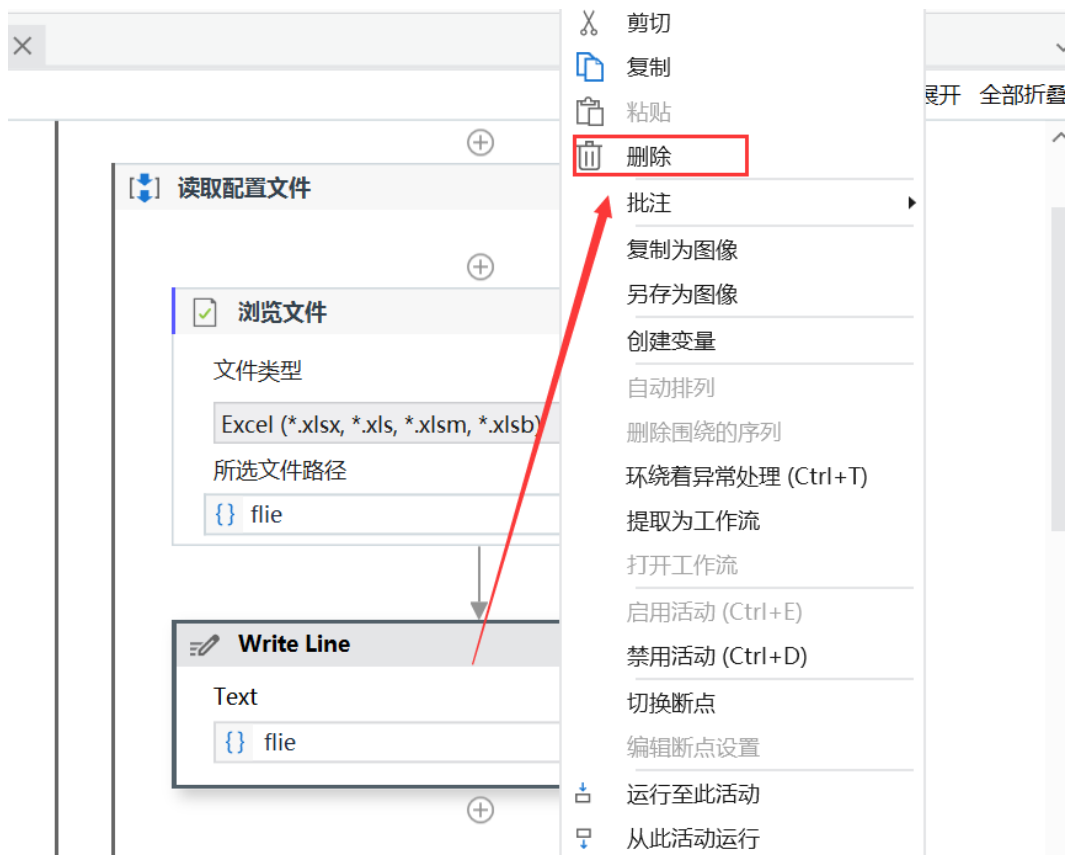 剪切
复制
展开 全部折叠
粘贴
删除
读取配置文件
批注
复制为图像
另存为图像
浏览文件
创建变量
文件类型
自动排列
Excel (*.xlsx, *.xls, *.xlsm, *.xlsb)
删除围绕的序列
所选文件路径
环绕着异常处理 (Ctrl+T)
{} flie
提取为工作流
打开工作流
启用活动 (Ctrl+E)
Write Line
禁用活动 (Ctrl+D)
Text
切换断点
{} flie
编辑断点设置
运行至此活动
从此活动运行